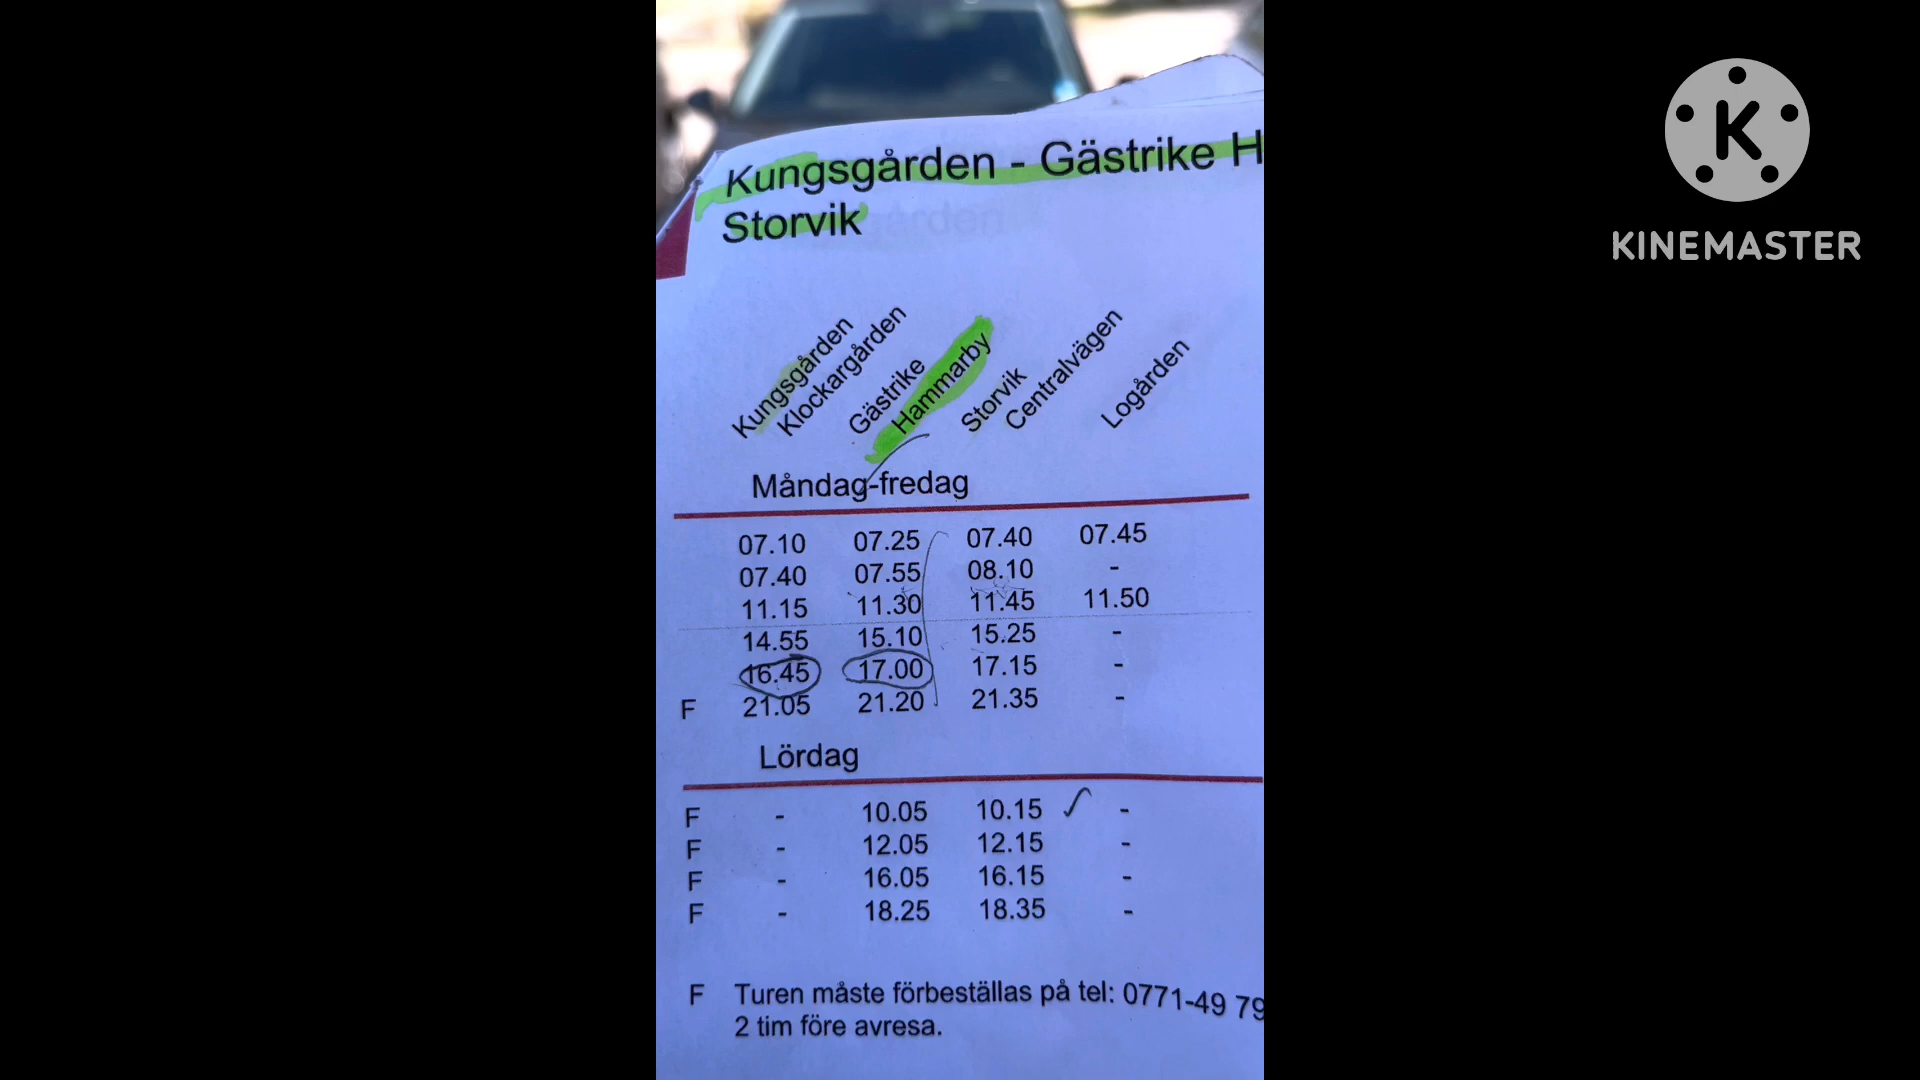 Kungsgården - Gästrike H
Storvik
Kungsgården
Klockargården
Gästrike
Hammarby
Storvik
Centralvägen
Logården
Måndag-fredag
07.10 07.25 07.40 07.45
07.40 07.55 08.10 -
11.15 11.30 11.45 11.50
14.55 15.10 15.25 -
16.45 17.00 17.15 -
F 21.05 21.20 21.35 -
Lördag
F - 10.05 10.15 -
F - 12.05 12.15 -
F - 16.05 16.15 -
F - 18.25 18.35 -
F Turen måste förbeställas på tel: 0771-49 79
2 tim före avresa.
K
KINEMASTER